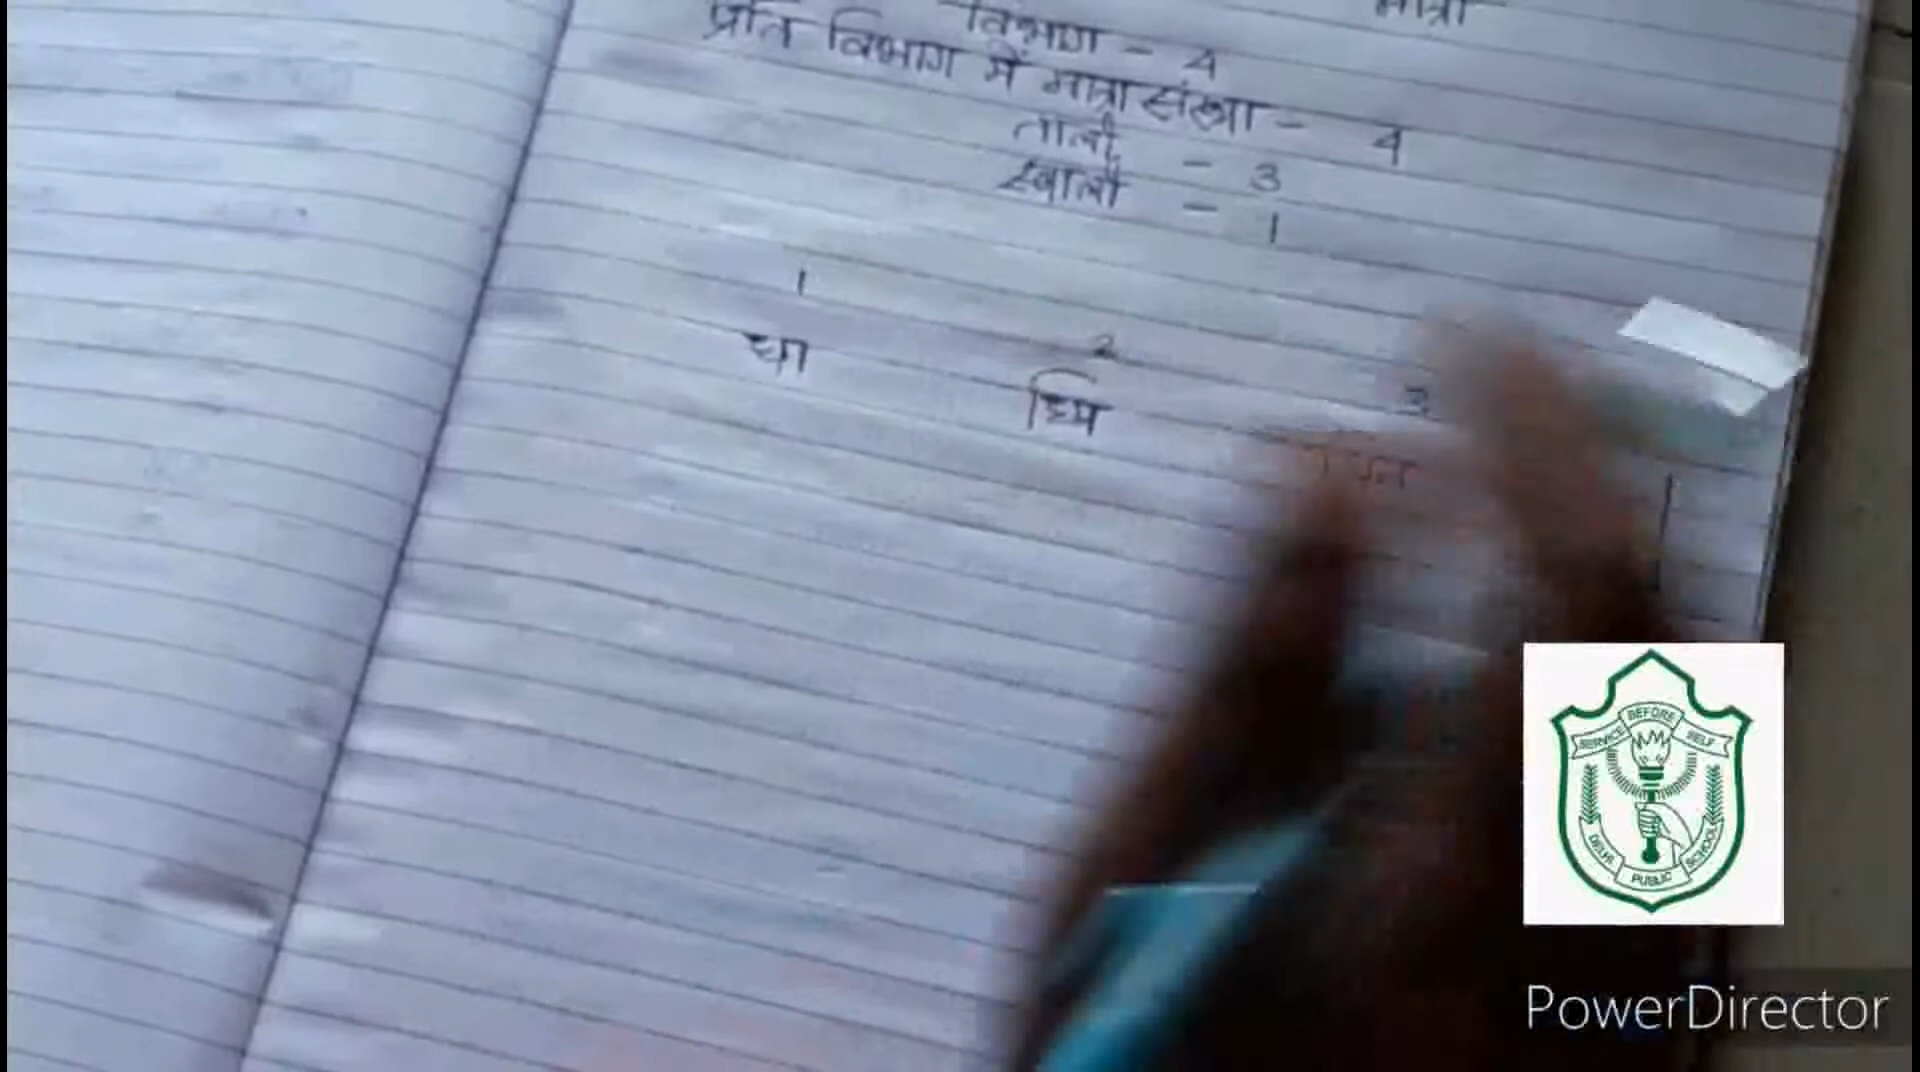 मात्रा
विभाग - 4
प्रति विभाग में मात्रा संख्या - 4
ताली - 3
खाली - 1
1 2 3
धा धिं
SERVICE BEFORE SELF
DELHI PUBLIC SCHOOL
PowerDirector